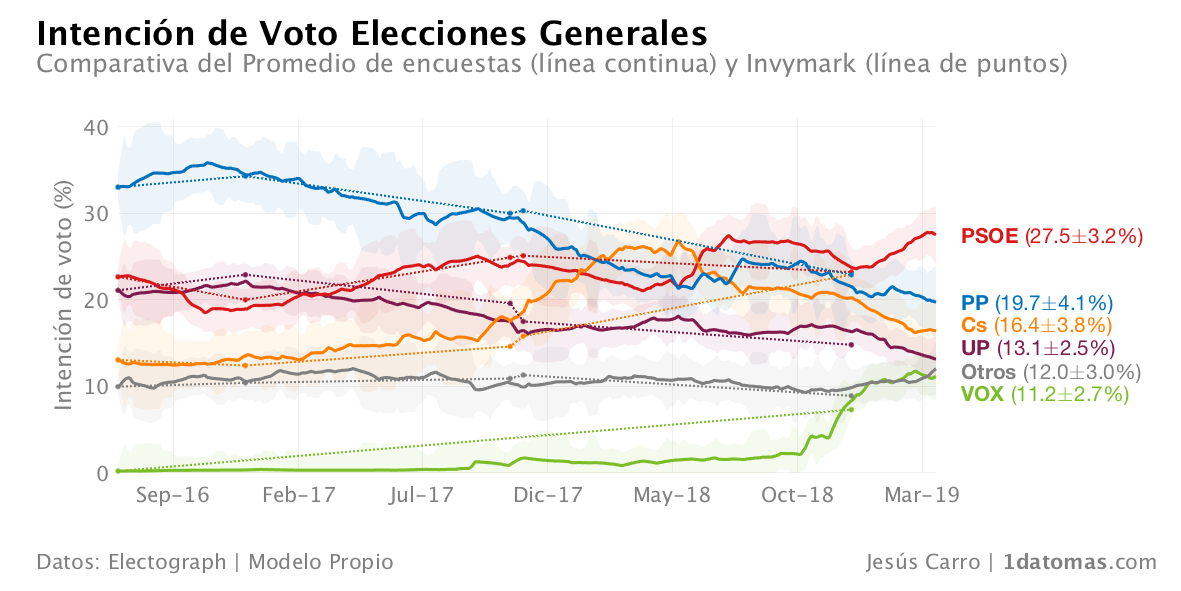 Intención de Voto Elecciones Generales
Comparativa del Promedio de encuestas (línea continua) y Invymark (línea de puntos)
Intención de voto (%)
40
30
20
10
0
Sep-16 Feb-17 Jul-17 Dic-17 May-18 Oct-18 Mar-19
PSOE (27.5±3.2%)
PP (19.7±4.1%)
Cs (16.4±3.8%)
UP (13.1±2.5%)
Otros (12.0±3.0%)
VOX (11.2±2.7%)
Datos: Electograph | Modelo Propio
Jesús Carro | 1datomas.com